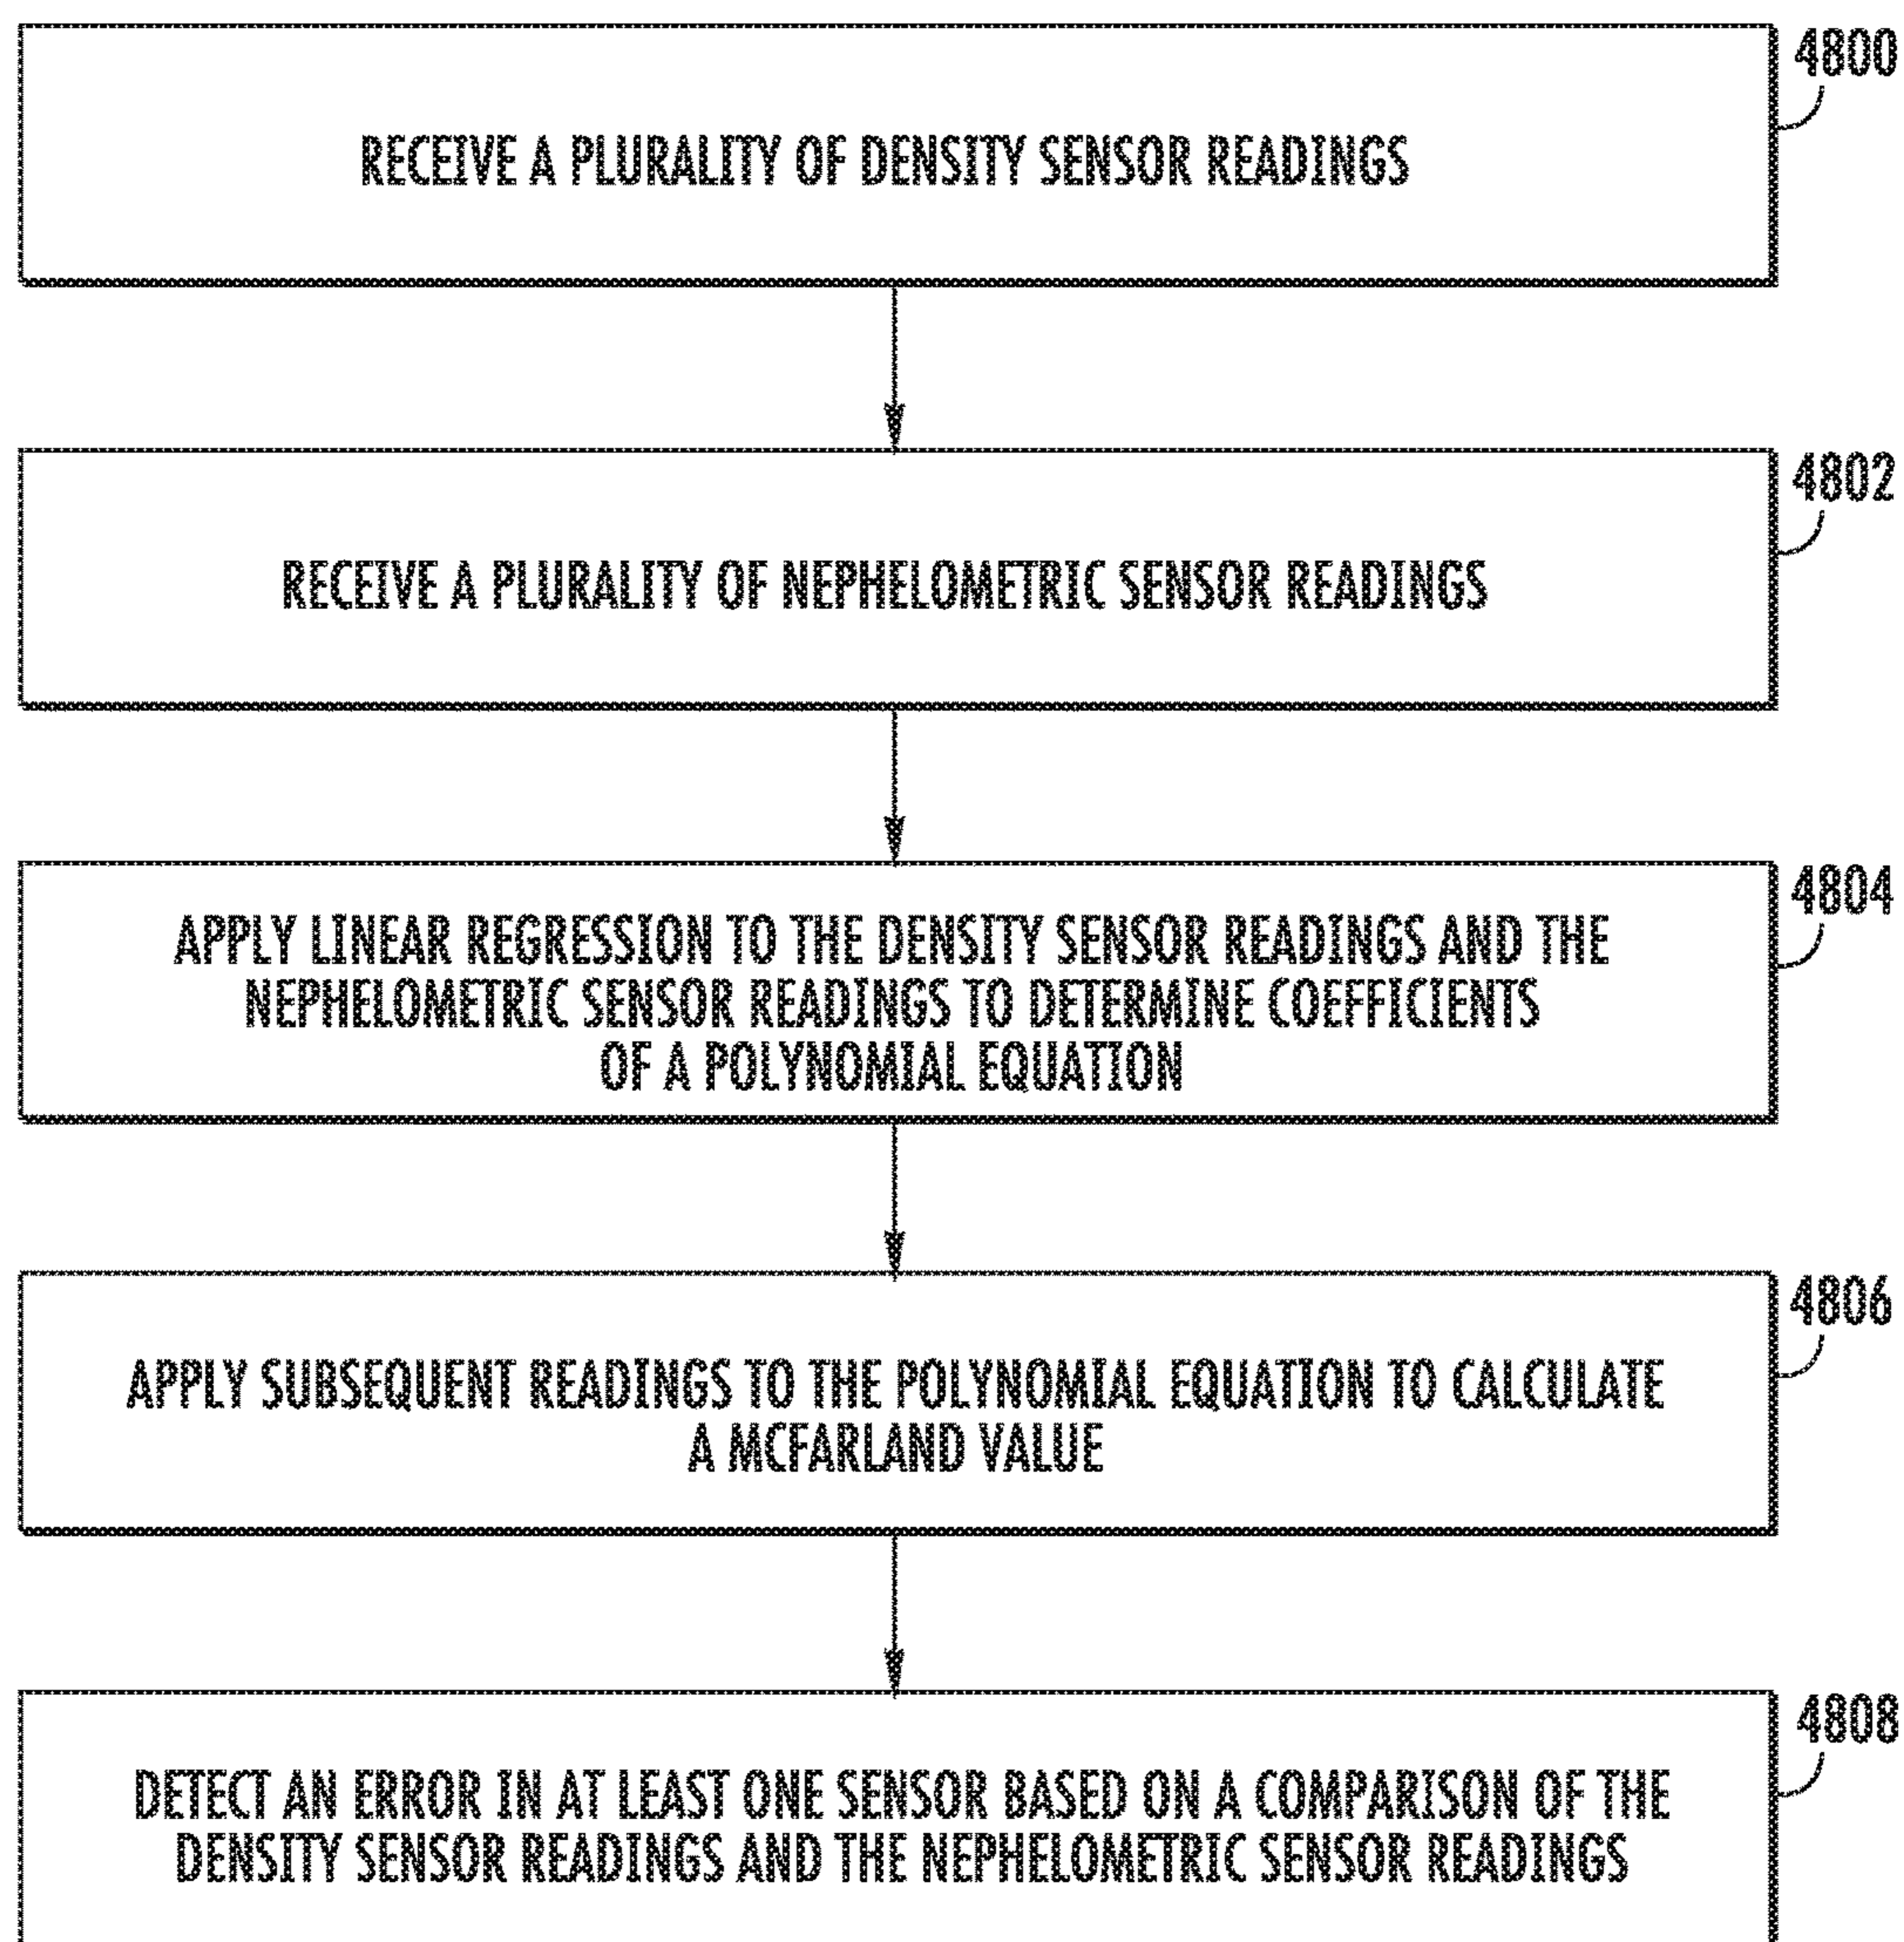 4800
RECEIVE A PLURALITY OF DENSITY SENSOR READINGS
4802
RECEIVE A PLURALITY OF NEPHELOMETRIC SENSOR READINGS
4804
APPLY LINEAR REGRESSION TO THE DENSITY SENSOR READINGS AND THE
NEPHELOMETRIC SENSOR READINGS TO DETERMINE COEFFICIENTS
OF A POLYNOMIAL EQUATION
4806
APPLY SUBSEQUENT READINGS TO THE POLYNOMIAL EQUATION TO CALCULATE
A MCFARLAND VALUE
4808
DETECT AN ERROR IN AT LEAST ONE SENSOR BASED ON A COMPARISON OF THE
DENSITY SENSOR READINGS AND THE NEPHELOMETRIC SENSOR READINGS